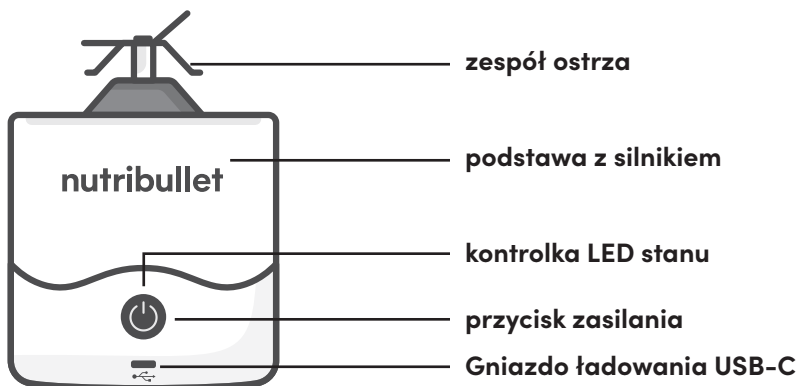 zespół ostrza
podstawa z silnikiem
nutribullet
kontrolka LED stanu
przycisk zasilania
Gniazdo ładowania USB-C